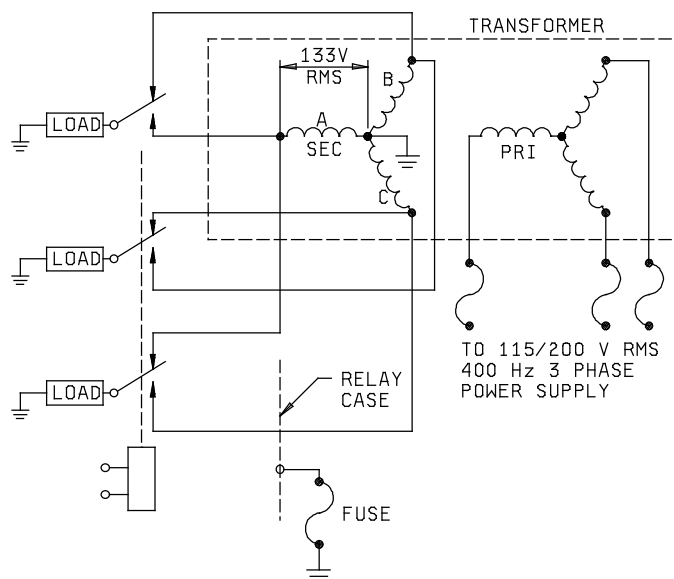 TRANSFORMER
133V
RMS
B
LOAD
A
SEC
PRI
C
LOAD
TO 115/200 V RMS
400 Hz 3 PHASE
POWER SUPPLY
RELAY
CASE
LOAD
FUSE